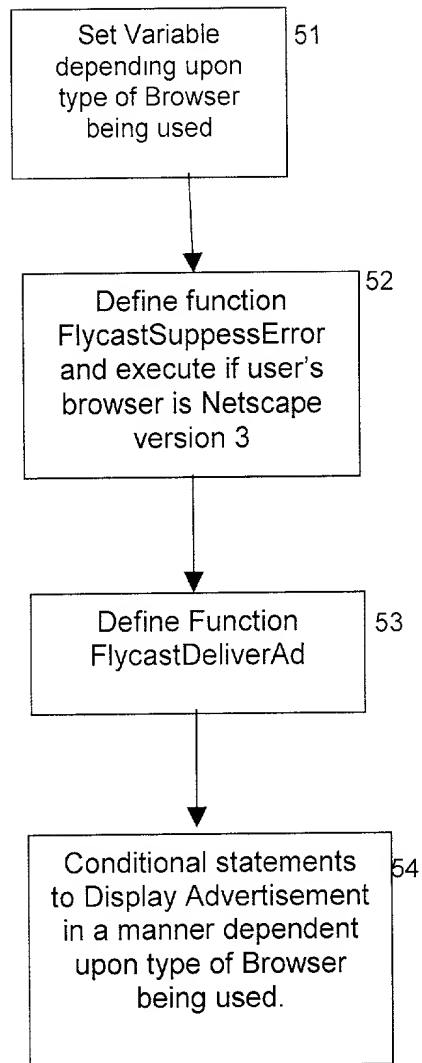 Set Variable
depending upon
type of Browser
being used
51
52
Define function
FlycastSuppessError
and execute if user's
browser is Netscape
version 3
Define Function
FlycastDeliverAd
53
Conditional statements
to Display Advertisement
in a manner dependent
upon type of Browser
being used.
54